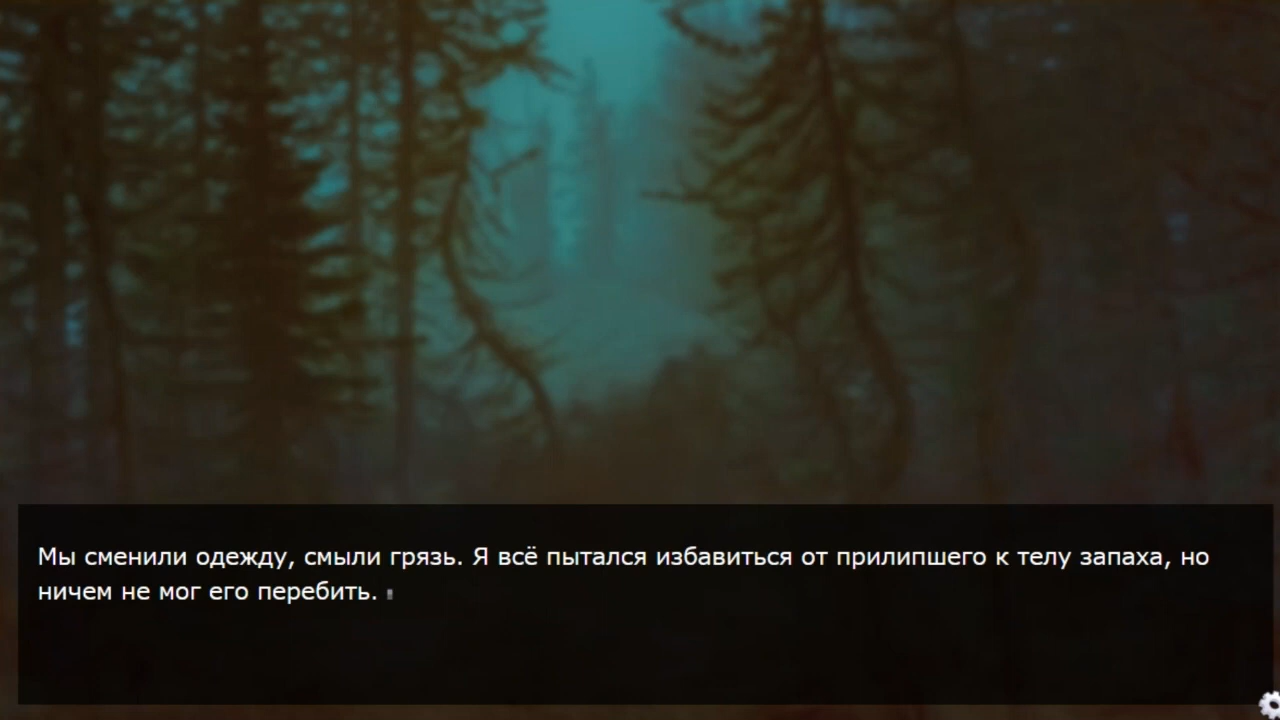 Мы сменили одежду, смыли грязь. Я всё пытался избавиться от прилипшего к телу запаха, но
ничем не мог его перебить.